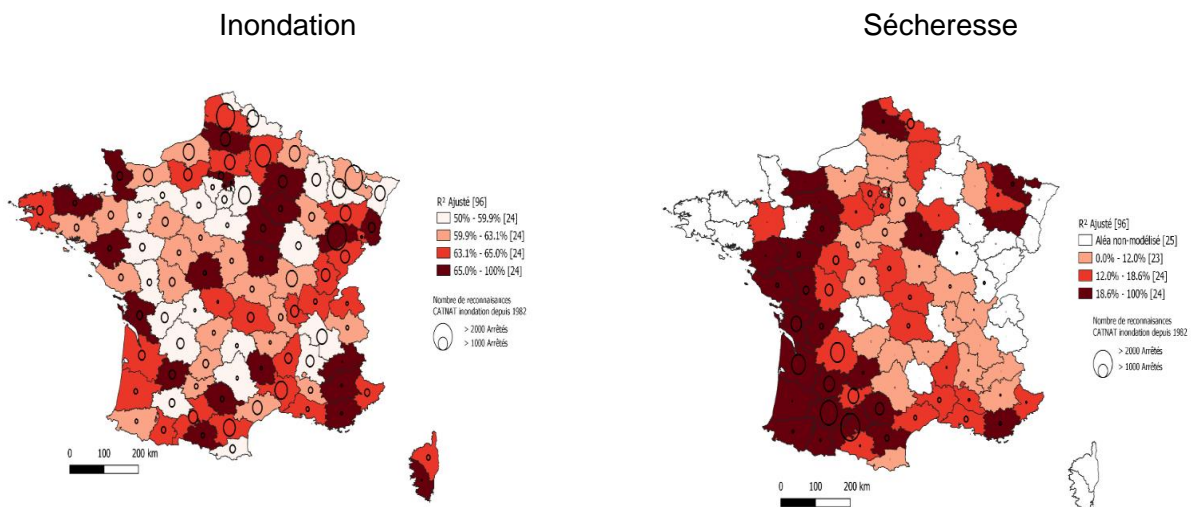 Inondation
Sécheresse
R² Ajusté [96]
50% - 59.9% [24]
59.9% - 63.1% [24]
63.1% - 65.0% [24]
65.0% - 100% [24]
Nombre de reconnaisances
CATNAT inondation depuis 1982
> 2000 Arrêtés
> 1000 Arrêtés
0 100 200 km
R² Ajusté [96]
Aléa non-modélisé [25]
0.0% - 12.0% [23]
12.0% - 18.6% [24]
18.6% - 100% [24]
Nombre de reconnaisances
CATNAT inondation depuis 1982
> 2000 Arrêtés
> 1000 Arrêtés
0 100 200 km